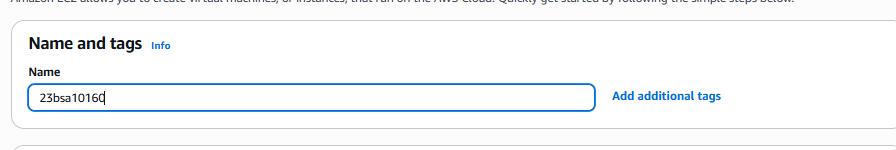 Amazon EC2 allows you to create virtual machines, or instances, that run on the AWS Cloud. Quickly get started by following the simple steps below.
Name and tags Info
Name
23bsa10160
Add additional tags